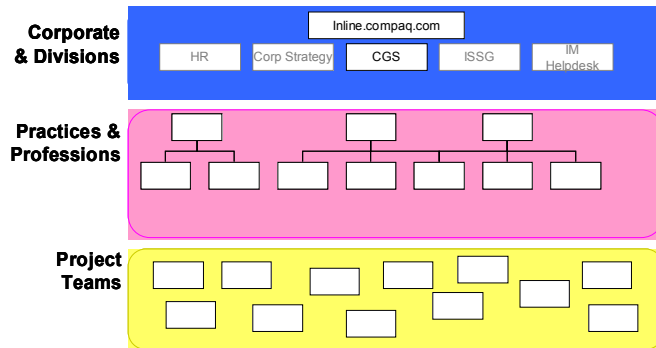 Corporate
& Divisions
Inline.compaq.com
HR
Corp Strategy
CGS
ISSG
IM
Helpdesk
Practices &
Professions
Project
Teams